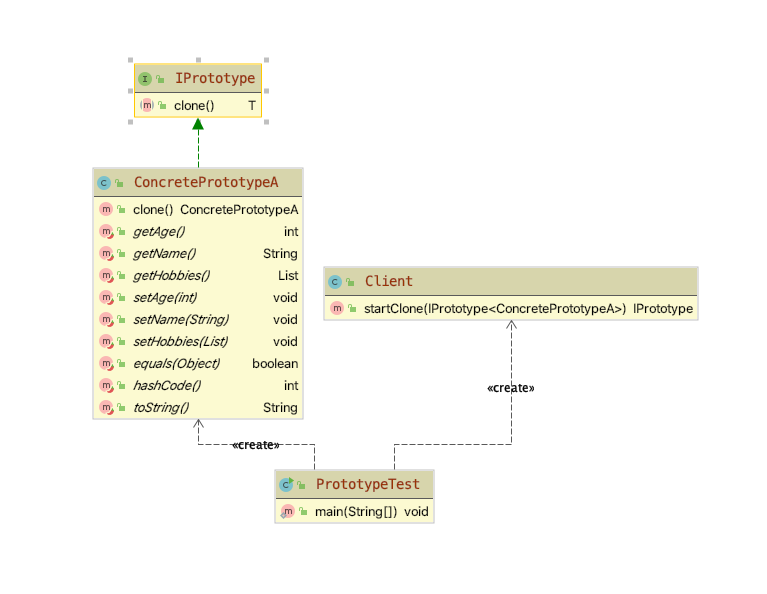 IPrototype
clone() T
ConcretePrototypeA
clone() ConcretePrototypeA
getAge() int
getName() String
getHobbies() List
setAge(int) void
setName(String) void
setHobbies(List) void
equals(Object) boolean
hashCode() int
toString() String
Client
startClone(IPrototype<ConcretePrototypeA>) IPrototype
«create»
«create»
PrototypeTest
main(String[]) void